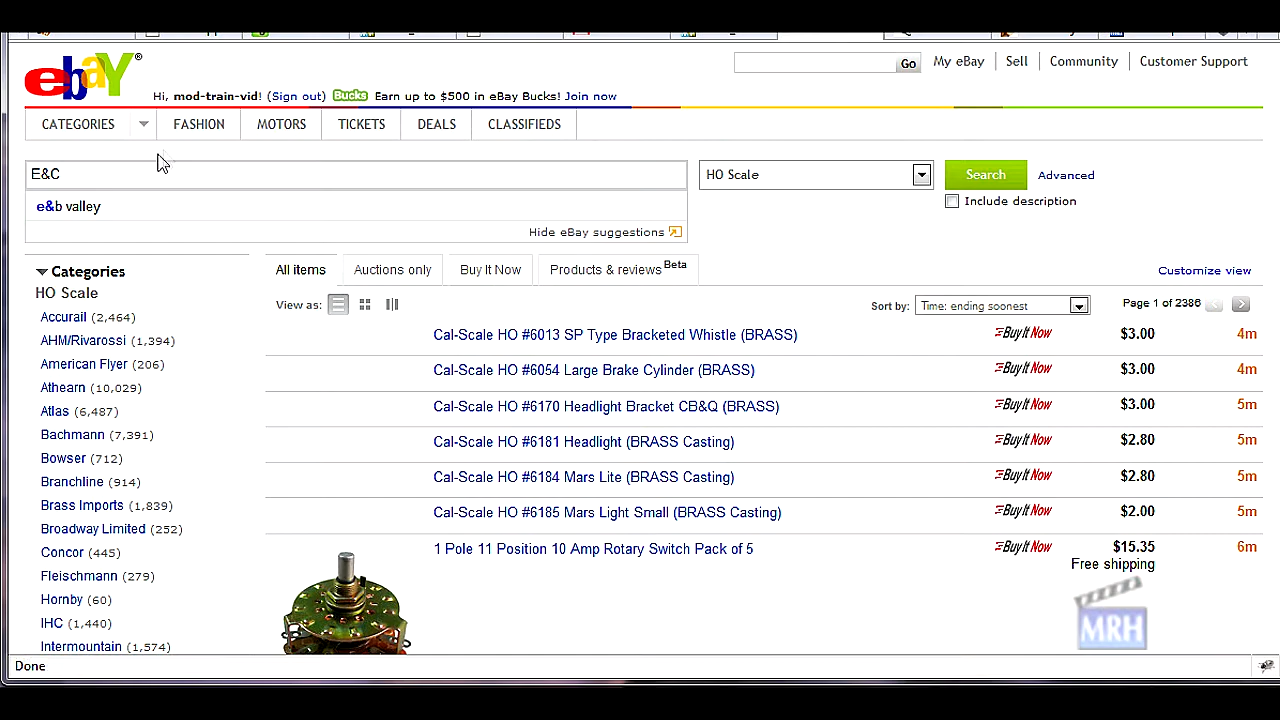 ebay®
Hi, mod-train-vid! (Sign out) Bucks Earn up to $500 in eBay Bucks! Join now
Go My eBay Sell Community Customer Support
CATEGORIES FASHION MOTORS TICKETS DEALS CLASSIFIEDS
E&C HO Scale Search Advanced
Include description
e&b valley
Hide eBay suggestions
Categories
HO Scale
Accurail (2,464)
AHM/Rivarossi (1,394)
American Flyer (206)
Athearn (10,029)
Atlas (6,487)
Bachmann (7,391)
Bowser (712)
Branchline (914)
Brass Imports (1,839)
Broadway Limited (252)
Concor (445)
Fleischmann (279)
Hornby (60)
IHC (1,440)
Intermountain (1,574)
All items Auctions only Buy It Now Products & reviews Beta
Customize view
View as: Sort by: Time: ending soonest Page 1 of 2386
Cal-Scale HO #6013 SP Type Bracketed Whistle (BRASS) Buy It Now $3.00 4m
Cal-Scale HO #6054 Large Brake Cylinder (BRASS) Buy It Now $3.00 4m
Cal-Scale HO #6170 Headlight Bracket CB&Q (BRASS) Buy It Now $3.00 5m
Cal-Scale HO #6181 Headlight (BRASS Casting) Buy It Now $2.80 5m
Cal-Scale HO #6184 Mars Lite (BRASS Casting) Buy It Now $2.80 5m
Cal-Scale HO #6185 Mars Light Small (BRASS Casting) Buy It Now $2.00 5m
1 Pole 11 Position 10 Amp Rotary Switch Pack of 5 Buy It Now $15.35 6m
Free shipping
MRH
Done